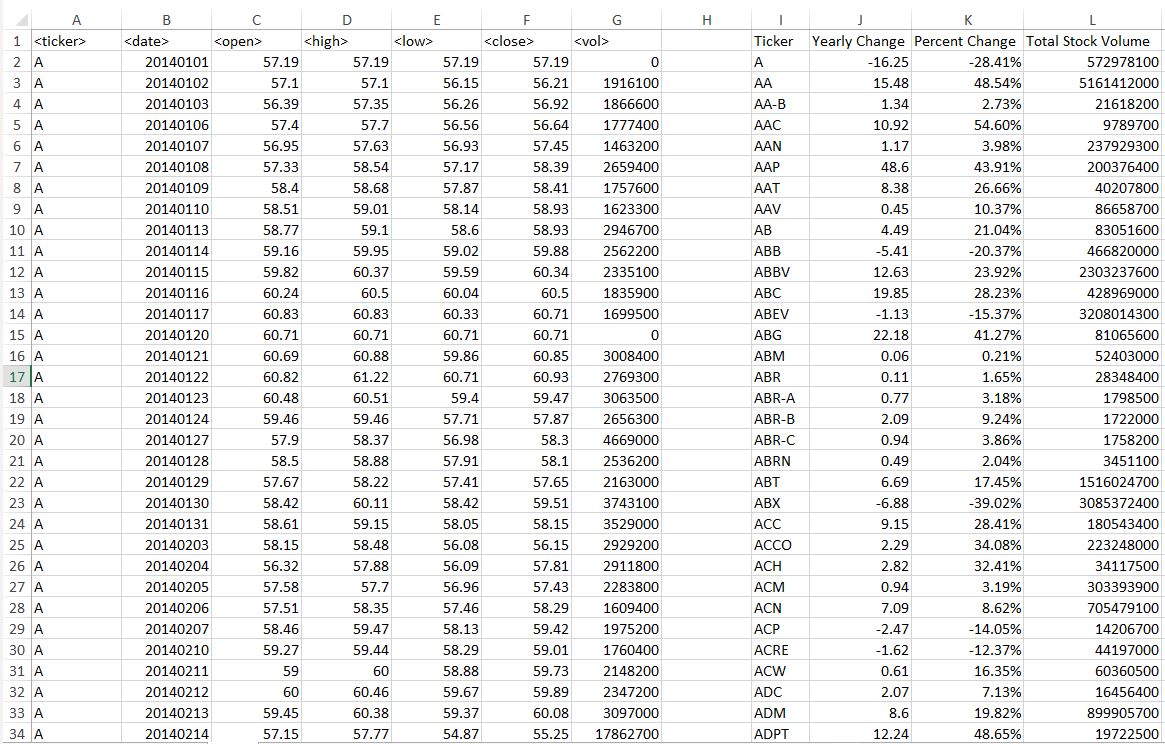 A B C D E F G H I J K L
1 <ticker> <date> <open> <high> <low> <close> <vol> Ticker Yearly Change Percent Change Total Stock Volume
2 A 20140101 57.19 57.19 57.19 57.19 0 A -16.25 -28.41% 572978100
3 A 20140102 57.1 57.1 56.15 56.21 1916100 AA 15.48 48.54% 5161412000
4 A 20140103 56.39 57.35 56.26 56.92 1866600 AA-B 1.34 2.73% 21618200
5 A 20140106 57.4 57.7 56.56 56.64 1777400 AAC 10.92 54.60% 9789700
6 A 20140107 56.95 57.63 56.93 57.45 1463200 AAN 1.17 3.98% 237929300
7 A 20140108 57.33 58.54 57.17 58.39 2659400 AAP 48.6 43.91% 200376400
8 A 20140109 58.4 58.68 57.87 58.41 1757600 AAT 8.38 26.66% 40207800
9 A 20140110 58.51 59.01 58.14 58.93 1623300 AAV 0.45 10.37% 86658700
10 A 20140113 58.77 59.1 58.6 58.93 2946700 AB 4.49 21.04% 83051600
11 A 20140114 59.16 59.95 59.02 59.88 2562200 ABB -5.41 -20.37% 466820000
12 A 20140115 59.82 60.37 59.59 60.34 2335100 ABBV 12.63 23.92% 2303237600
13 A 20140116 60.24 60.5 60.04 60.5 1835900 ABC 19.85 28.23% 428969000
14 A 20140117 60.83 60.83 60.33 60.71 1699500 ABEV -1.13 -15.37% 3208014300
15 A 20140120 60.71 60.71 60.71 60.71 0 ABG 22.18 41.27% 81065600
16 A 20140121 60.69 60.88 59.86 60.85 3008400 ABM 0.06 0.21% 52403000
17 A 20140122 60.82 61.22 60.71 60.93 2769300 ABR 0.11 1.65% 28348400
18 A 20140123 60.48 60.51 59.4 59.47 3063500 ABR-A 0.77 3.18% 1798500
19 A 20140124 59.46 59.46 57.71 57.87 2656300 ABR-B 2.09 9.24% 1722000
20 A 20140127 57.9 58.37 56.98 58.3 4669000 ABR-C 0.94 3.86% 1758200
21 A 20140128 58.5 58.88 57.91 58.1 2536200 ABRN 0.49 2.04% 3451100
22 A 20140129 57.67 58.22 57.41 57.65 2163000 ABT 6.69 17.45% 1516024700
23 A 20140130 58.42 60.11 58.42 59.51 3743100 ABX -6.88 -39.02% 3085372400
24 A 20140131 58.61 59.15 58.05 58.15 3529000 ACC 9.15 28.41% 180543400
25 A 20140203 58.15 58.48 56.08 56.15 2929200 ACCO 2.29 34.08% 223248000
26 A 20140204 56.32 57.88 56.09 57.81 2911800 ACH 2.82 32.41% 34117500
27 A 20140205 57.58 57.7 56.96 57.43 2283800 ACM 0.94 3.19% 303393900
28 A 20140206 57.51 58.35 57.46 58.29 1609400 ACN 7.09 8.62% 705479100
29 A 20140207 58.46 59.47 58.13 59.42 1975200 ACP -2.47 -14.05% 14206700
30 A 20140210 59.27 59.44 58.29 59.01 1760400 ACRE -1.62 -12.37% 44197000
31 A 20140211 59 60 58.88 59.73 2148200 ACW 0.61 16.35% 60360500
32 A 20140212 60 60.46 59.67 59.89 2347200 ADC 2.07 7.13% 16456400
33 A 20140213 59.45 60.38 59.37 60.08 3097000 ADM 8.6 19.82% 899905700
34 A 20140214 57.15 57.77 54.87 55.25 17862700 ADPT 12.24 48.65% 19722500